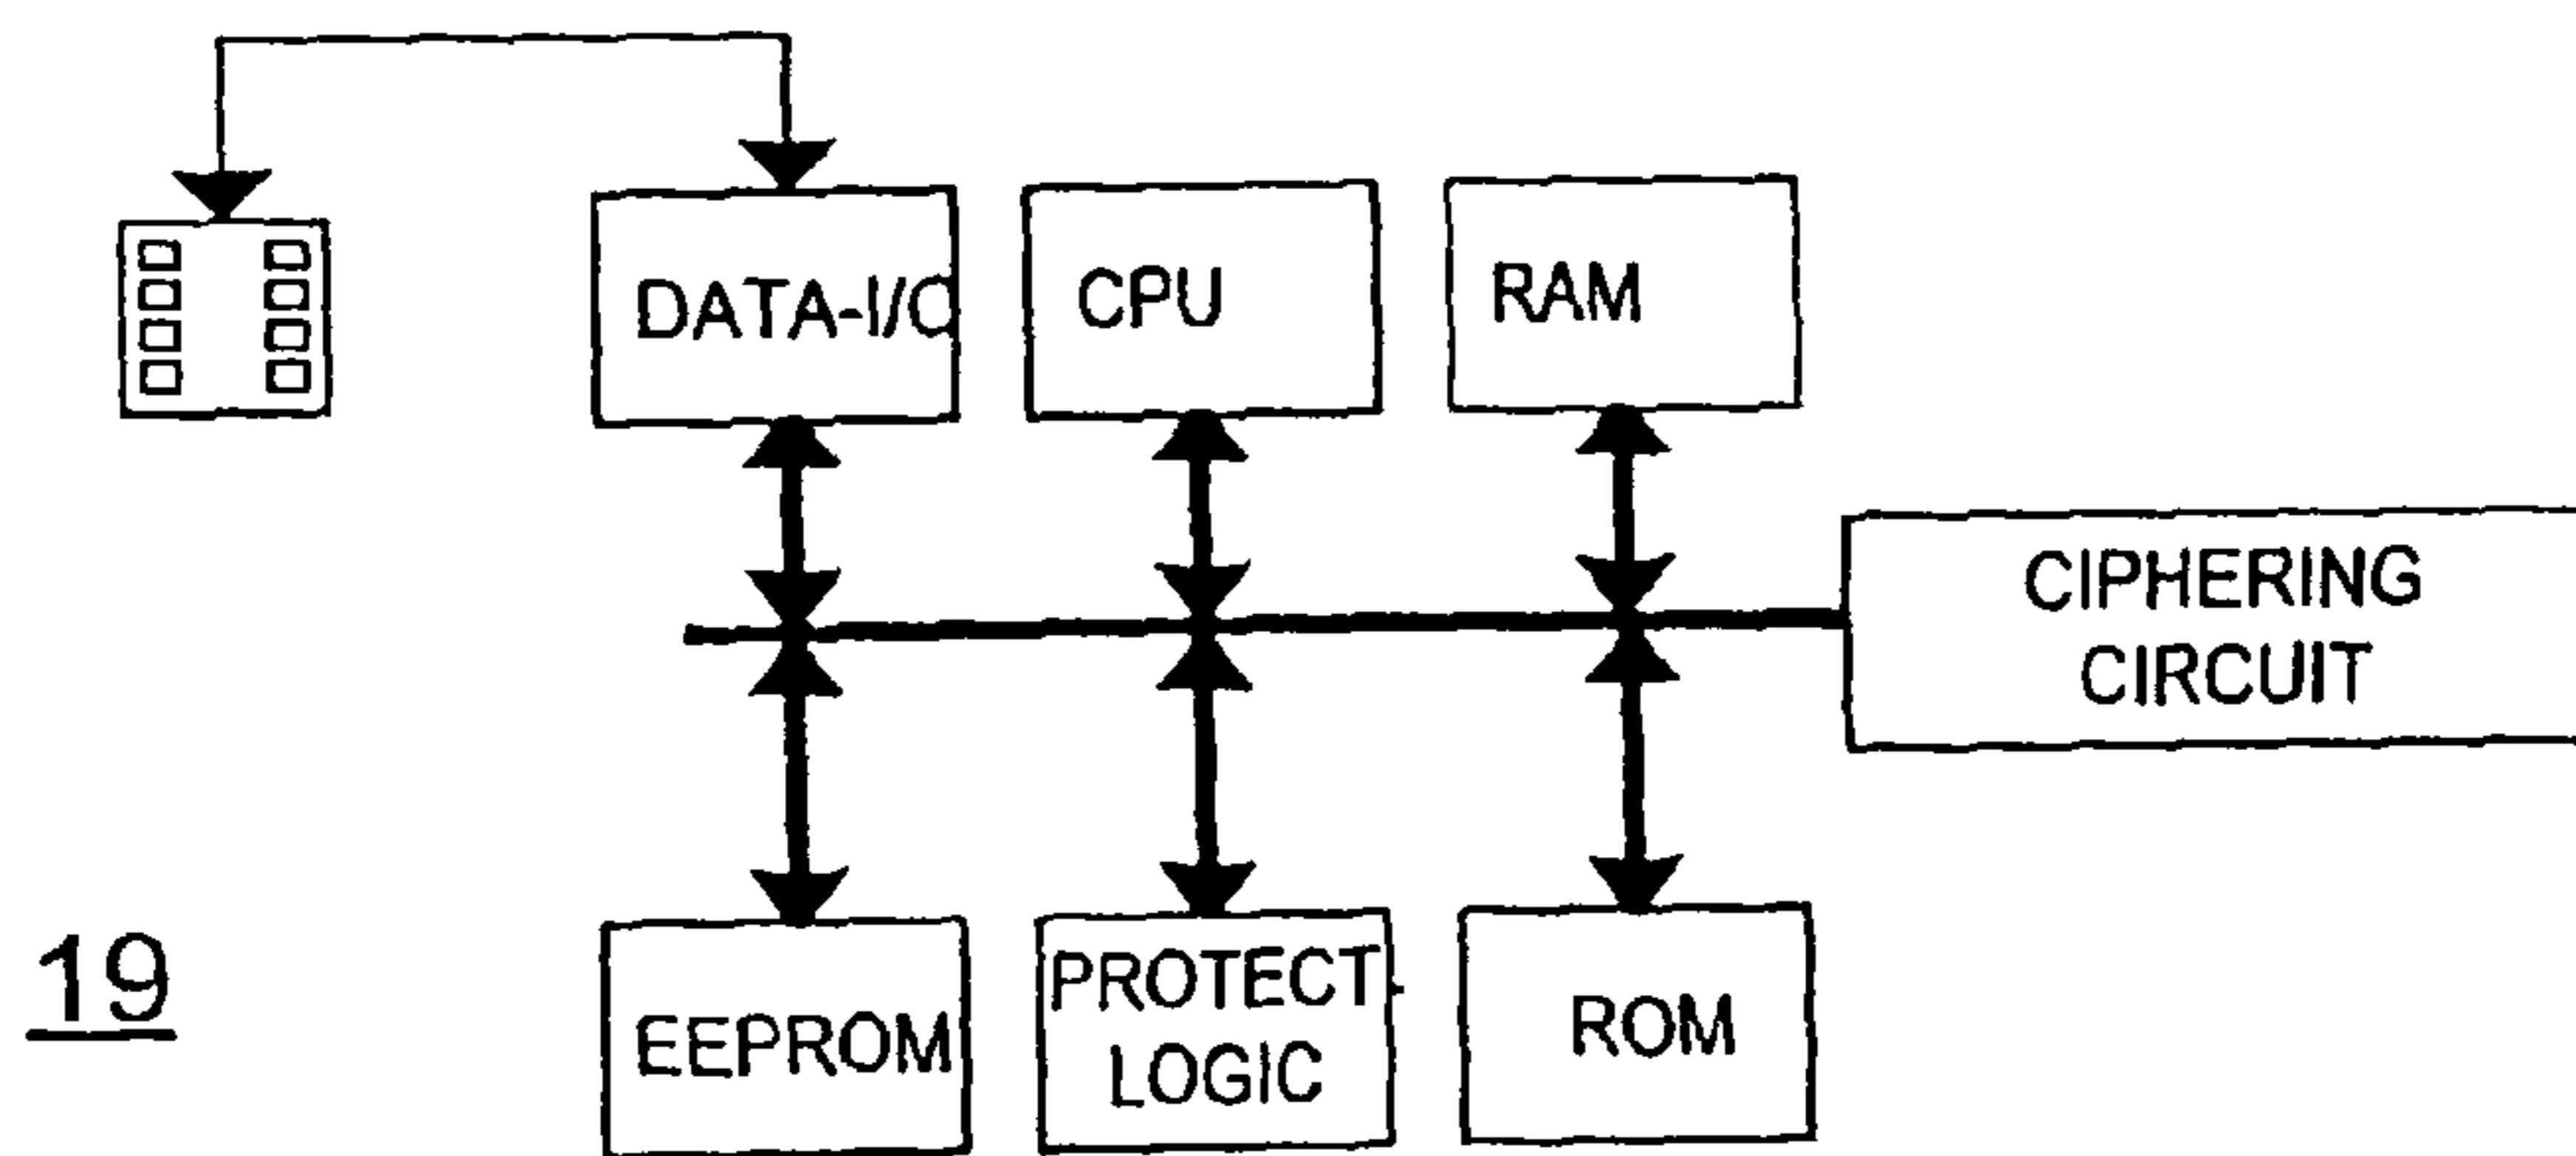 DATA-I/O
CPU
RAM
CIPHERING
CIRCUIT
19
EEPROM
PROTECT
LOGIC
ROM